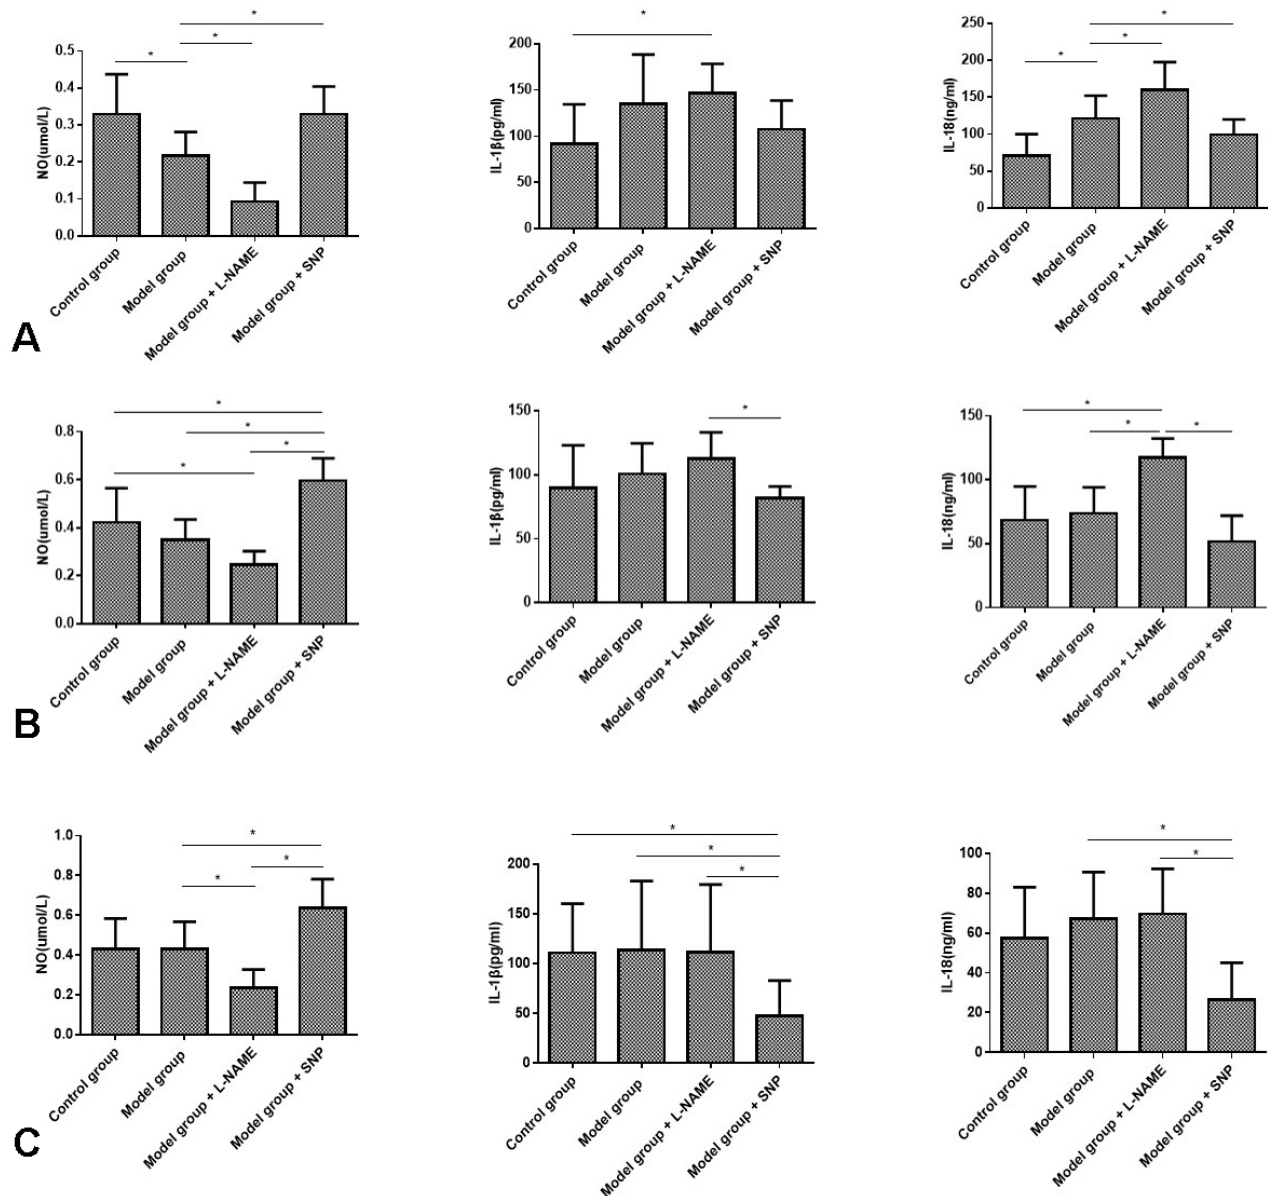 *
*
*
0.5
0.4
0.3
0.2
0.1
0.0
NO(umol/L)
Control group
Model group
Model group + L-NAME
Model group + SNP
*
200
150
100
50
0
IL-1β(pg/ml)
Control group
Model group
Model group + L-NAME
Model group + SNP
*
*
*
250
200
150
100
50
0
IL-18(ng/ml)
Control group
Model group
Model group + L-NAME
Model group + SNP
A
*
*
*
*
0.8
0.6
0.4
0.2
0.0
NO(umol/L)
Control group
Model group
Model group + L-NAME
Model group + SNP
*
150
100
50
0
IL-1β(pg/ml)
Control group
Model group
Model group + L-NAME
Model group + SNP
*
*
*
150
100
50
0
IL-18(ng/ml)
Control group
Model group
Model group + L-NAME
Model group + SNP
B
*
*
*
1.0
0.8
0.6
0.4
0.2
0.0
NO(umol/L)
Control group
Model group
Model group + L-NAME
Model group + SNP
*
*
*
200
150
100
50
0
IL-1β(pg/ml)
Control group
Model group
Model group + L-NAME
Model group + SNP
*
*
100
80
60
40
20
0
IL-18(ng/ml)
Control group
Model group
Model group + L-NAME
Model group + SNP
C